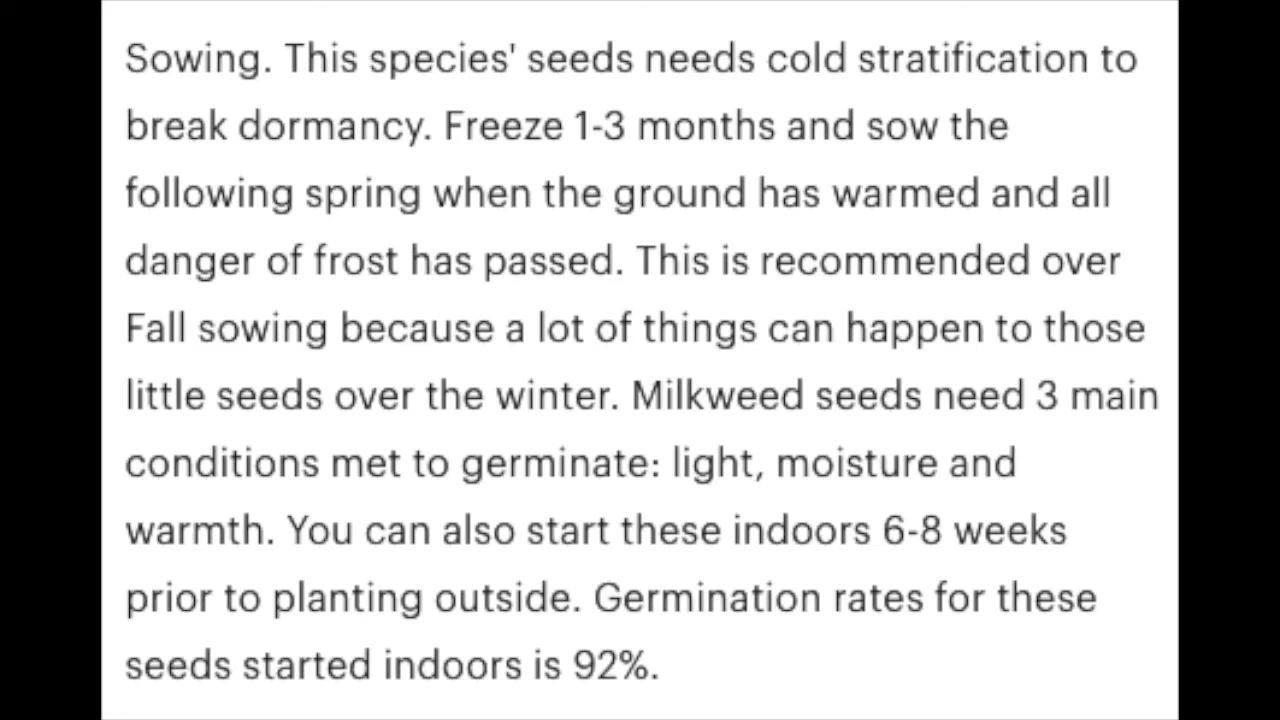 Sowing. This species' seeds needs cold stratification to
break dormancy. Freeze 1-3 months and sow the
following spring when the ground has warmed and all
danger of frost has passed. This is recommended over
Fall sowing because a lot of things can happen to those
little seeds over the winter. Milkweed seeds need 3 main
conditions met to germinate: light, moisture and
warmth. You can also start these indoors 6-8 weeks
prior to planting outside. Germination rates for these
seeds started indoors is 92%.